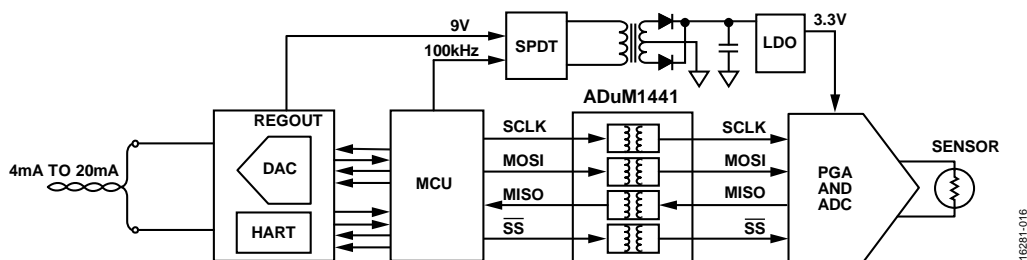 9V
100kHz
SPDT
LDO
3.3V
ADuM1441
REGOUT
DAC
HART
4mA TO 20mA
MCU
SCLK
MOSI
MISO
SS
SCLK
MOSI
MISO
SS
PGA
AND
ADC
SENSOR
16281-016